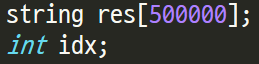 string res[500000];
int idx;